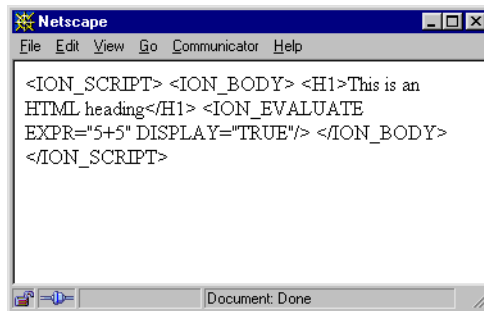 Netscape
File Edit View Go Communicator Help
<ION_SCRIPT> <ION_BODY> <H1>This is an
HTML heading</H1> <ION_EVALUATE
EXPR="5+5" DISPLAY="TRUE"/> </ION_BODY>
</ION_SCRIPT>
Document: Done